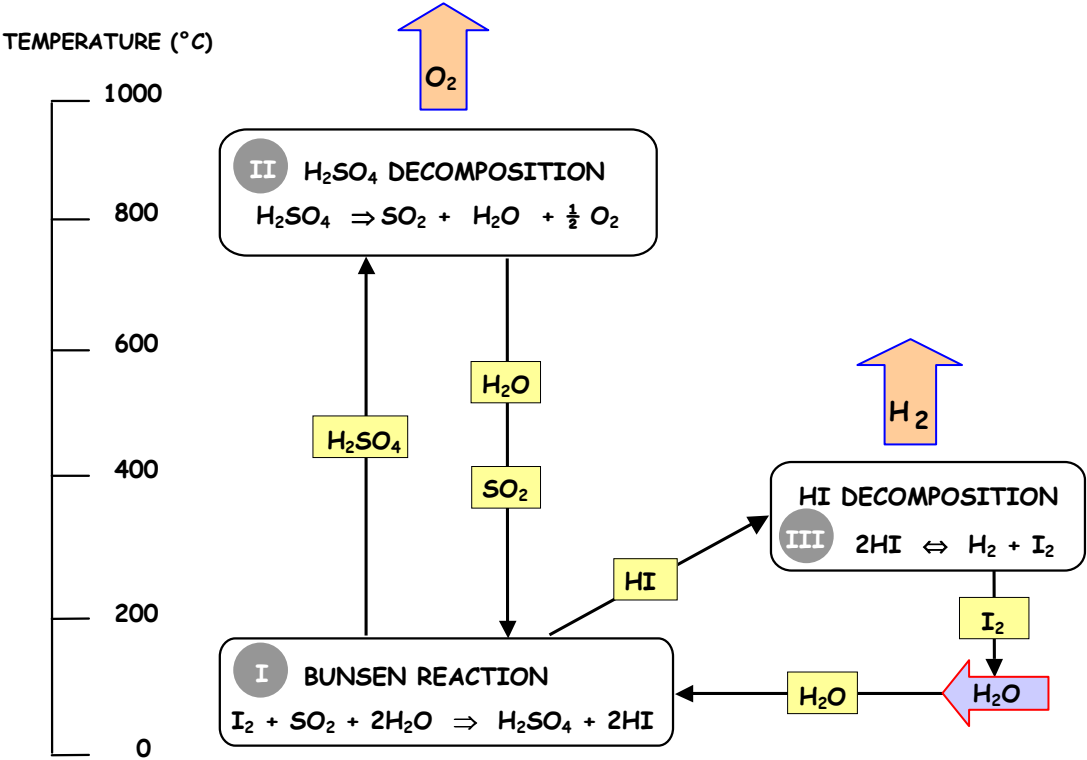 TEMPERATURE (°C)
1000
800
600
400
200
0
O₂
II
H₂SO₄ DECOMPOSITION
H₂SO₄ ⇒ SO₂ + H₂O + ½ O₂
H₂O
H₂SO₄
SO₂
H₂
HI DECOMPOSITION
III
2HI ⇔ H₂ + I₂
HI
I₂
I
BUNSEN REACTION
I₂ + SO₂ + 2H₂O ⇒ H₂SO₄ + 2HI
H₂O
H₂O